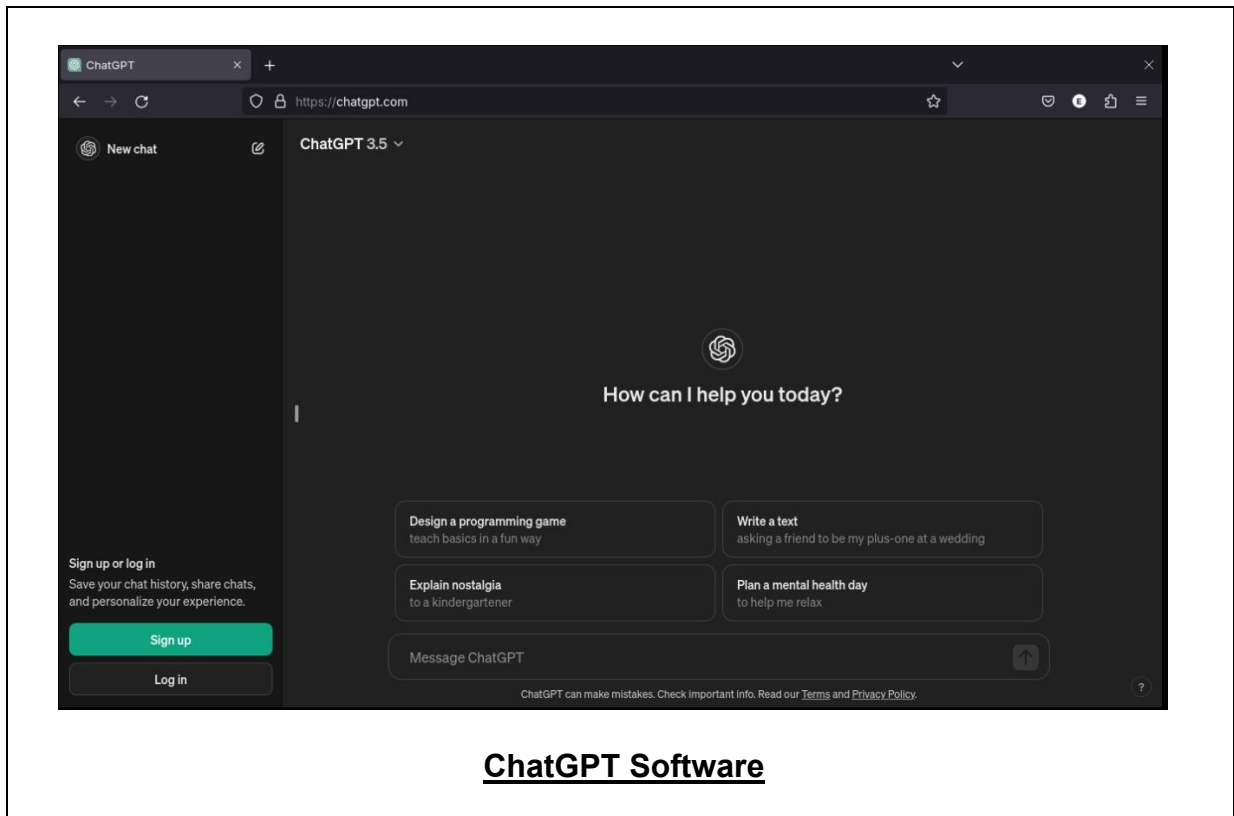 ChatGPT
https://chatgpt.com
E
New chat
ChatGPT 3.5
How can I help you today?
Design a programming game
teach basics in a fun way
Write a text
asking a friend to be my plus-one at a wedding
Explain nostalgia
to a kindergartener
Plan a mental health day
to help me relax
Sign up or log in
Save your chat history, share chats,
and personalize your experience.
Sign up
Log in
Message ChatGPT
ChatGPT can make mistakes. Check important info. Read our Terms and Privacy Policy.
?
ChatGPT Software